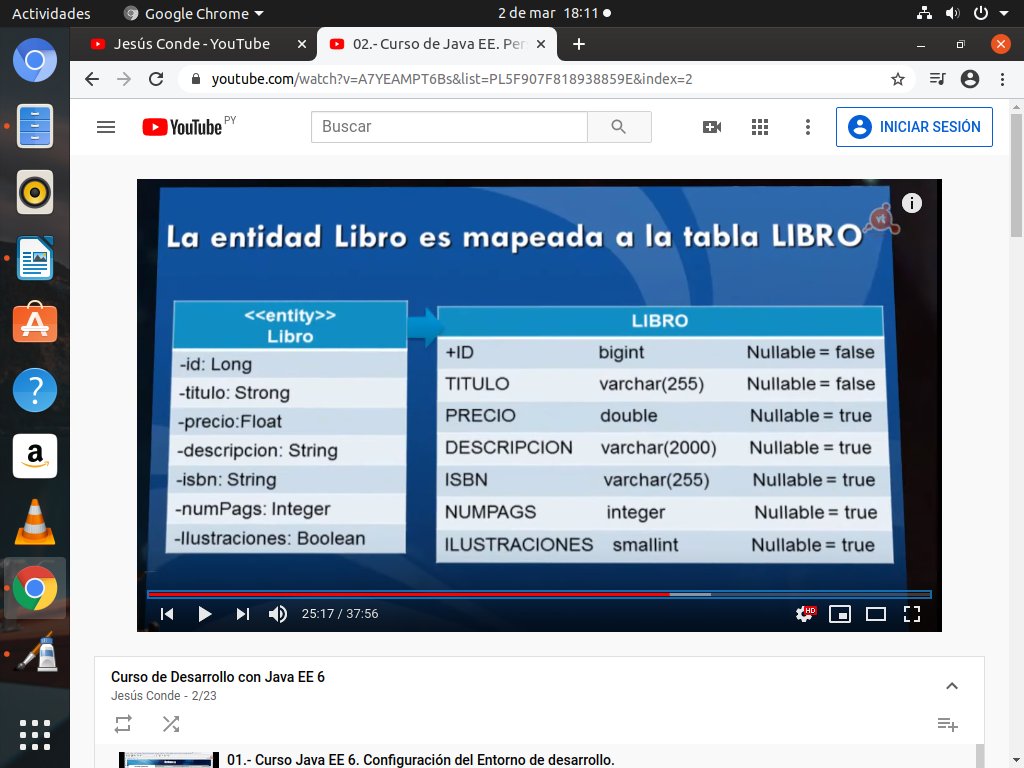 Actividades
Google Chrome
2 de mar 18:11
Jesús Conde - YouTube
02.- Curso de Java EE. Per
youtube.com/watch?v=A7YEAMPT6Bs&list=PL5F907F818938859E&index=2
YouTube PY
Buscar
INICIAR SESIÓN
La entidad Libro es mapeada a la tabla LIBRO
<<entity>>
Libro
-id: Long
-titulo: Strong
-precio:Float
-descripcion: String
-isbn: String
-numPags: Integer
-Ilustraciones: Boolean
LIBRO
+ID bigint Nullable = false
TITULO varchar(255) Nullable = false
PRECIO double Nullable = true
DESCRIPCION varchar(2000) Nullable = true
ISBN varchar(255) Nullable = true
NUMPAGS integer Nullable = true
ILUSTRACIONES smallint Nullable = true
25:17 / 37:56
HD
Curso de Desarrollo con Java EE 6
Jesús Conde - 2/23
01.- Curso Java EE 6. Configuración del Entorno de desarrollo.